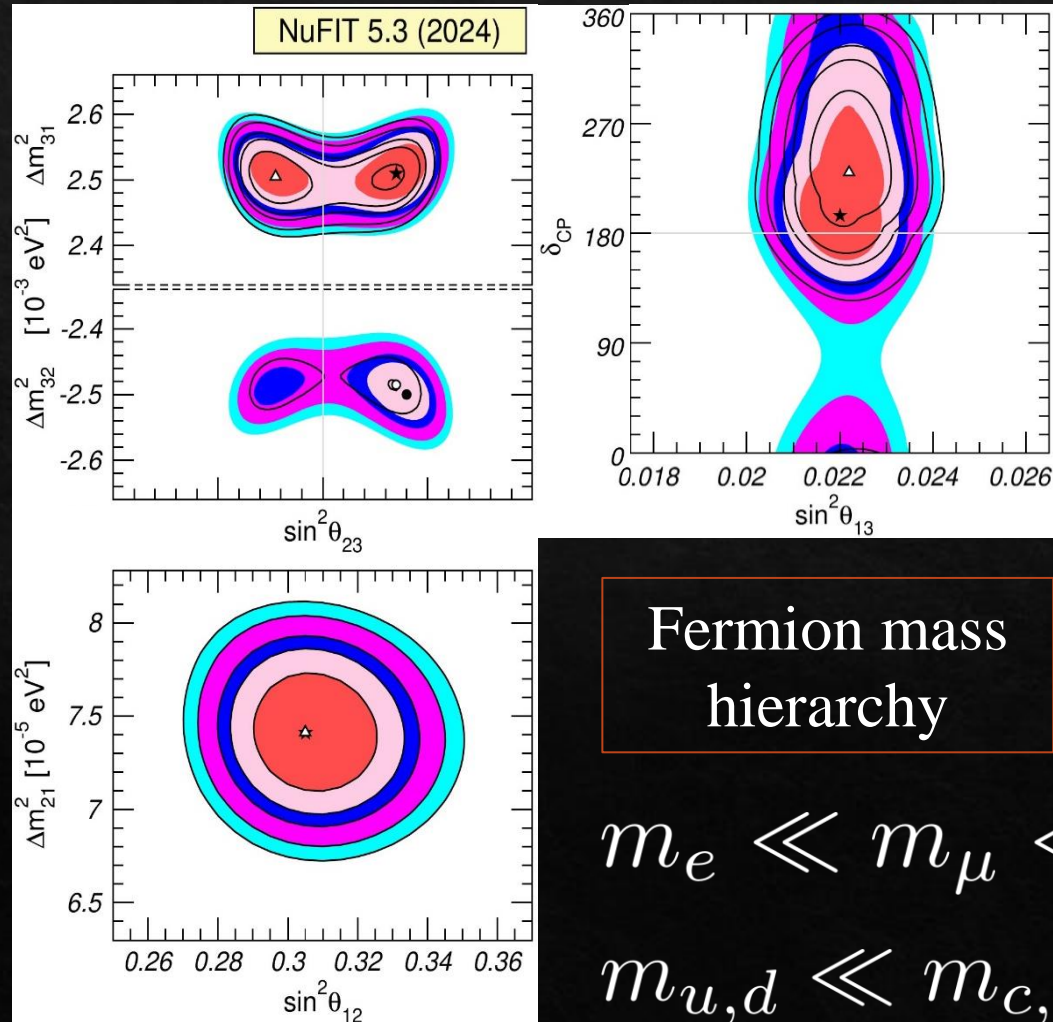 NuFIT 5.3 (2024)
2.6
2.5
2.4
Δm²₃₁
[10⁻³ eV²]
Δm²₃₂
-2.4
-2.5
-2.6
sin²θ₂₃
360
270
180
90
0
δCP
0.018 0.02 0.022 0.024 0.026
sin²θ₁₃
8
7.5
7
6.5
Δm²₂₁ [10⁻⁵ eV²]
0.26 0.28 0.3 0.32 0.34 0.36
sin²θ₁₂
Fermion mass
hierarchy
mₑ ≪ m_μ <
m_{u,d} ≪ m_{c,